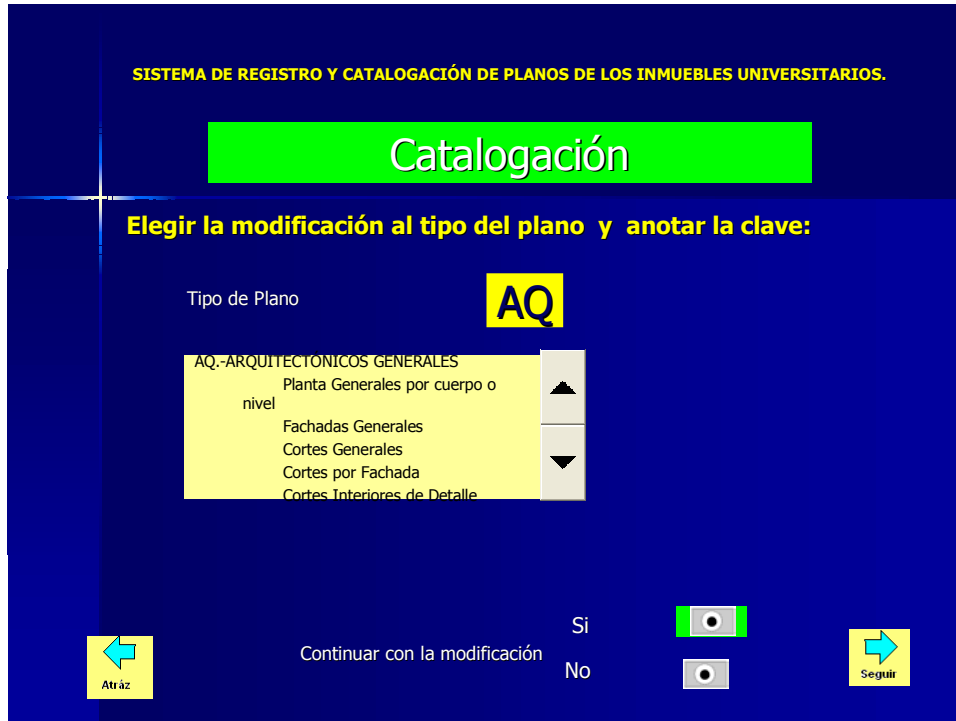 SISTEMA DE REGISTRO Y CATALOGACIÓN DE PLANOS DE LOS INMUEBLES UNIVERSITARIOS.
Catalogación
Elegir la modificación al tipo del plano y anotar la clave:
Tipo de Plano
AQ
AQ.-ARQUITECTONICOS GENERALES
Planta Generales por cuerpo o
nivel
Fachadas Generales
Cortes Generales
Cortes por Fachada
Cortes Interiores de Detalle
Si
Continuar con la modificación
No
Atráz
Seguir